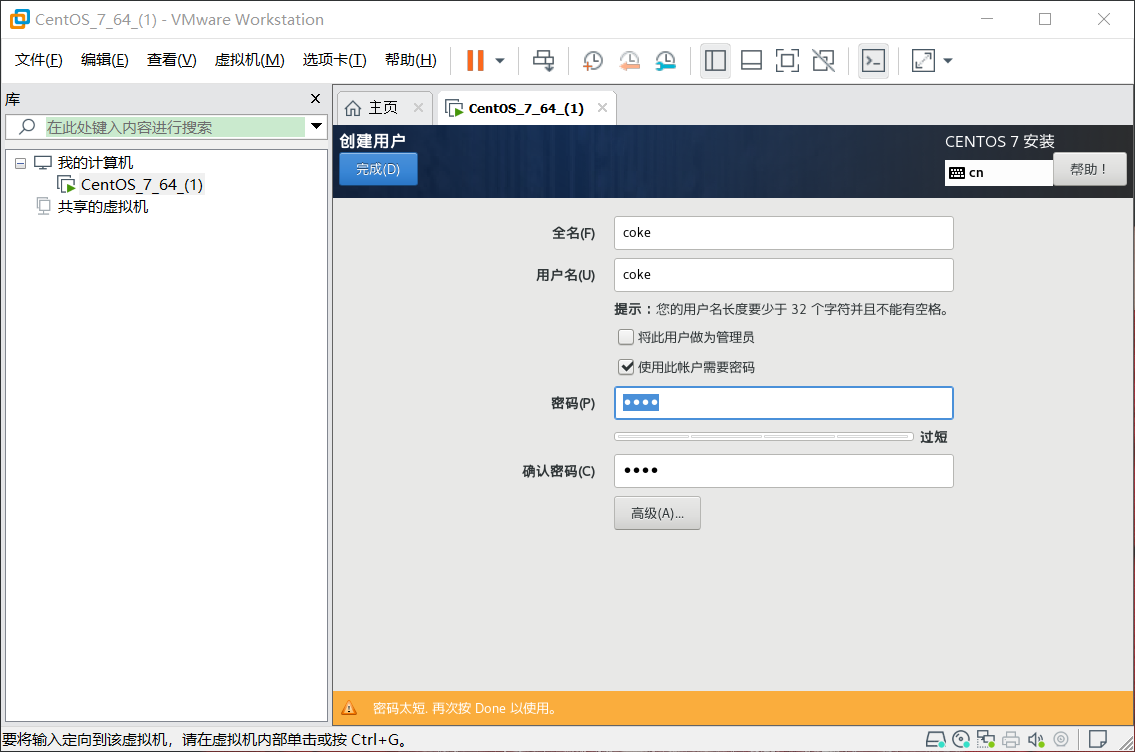 CentOS_7_64_(1) - VMware Workstation
文件(F) 编辑(E) 查看(V) 虚拟机(M) 选项卡(T) 帮助(H)
库
在此处键入内容进行搜索
我的计算机
CentOS_7_64_(1)
共享的虚拟机
主页 CentOS_7_64_(1)
创建用户
完成(D)
CENTOS 7 安装
cn
帮助！
全名(F) coke
用户名(U) coke
提示：您的用户名长度要少于 32 个字符并且不能有空格。
将此用户做为管理员
使用此帐户需要密码
密码(P) ••••
过短
确认密码(C) ••••
高级(A)...
密码太短. 再次按 Done 以使用。
要将输入定向到该虚拟机，请在虚拟机内部单击或按 Ctrl+G。